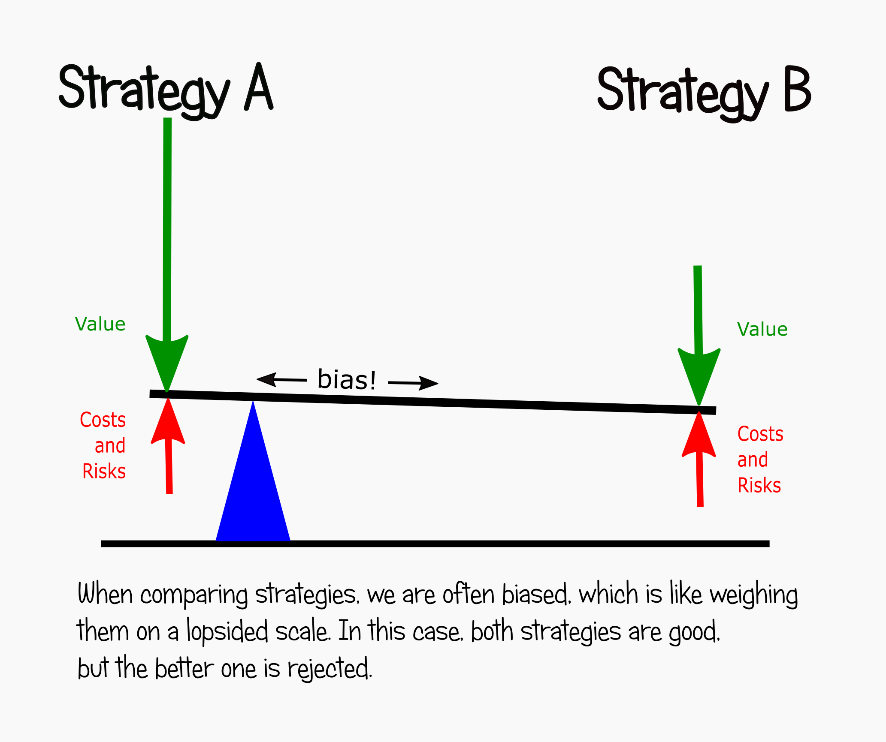 Strategy A
Strategy B
Value
Value
bias!
Costs
and
Risks
Costs
and
Risks
When comparing strategies, we are often biased, which is like weighing
them on a lopsided scale. In this case, both strategies are good,
but the better one is rejected.